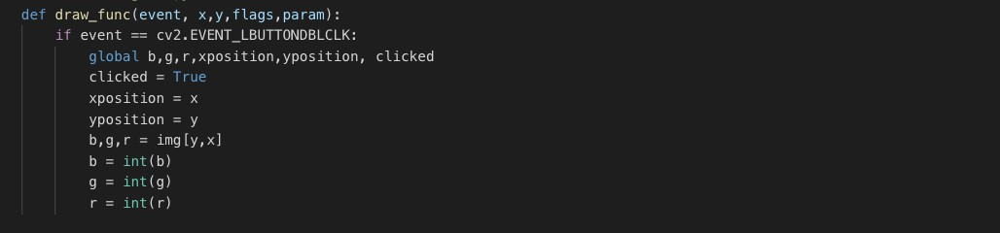 def draw_func(event, x,y,flags,param):
    if event == cv2.EVENT_LBUTTONDBLCLK:
        global b,g,r,xposition,yposition, clicked
        clicked = True
        xposition = x
        yposition = y
        b,g,r = img[y,x]
        b = int(b)
        g = int(g)
        r = int(r)